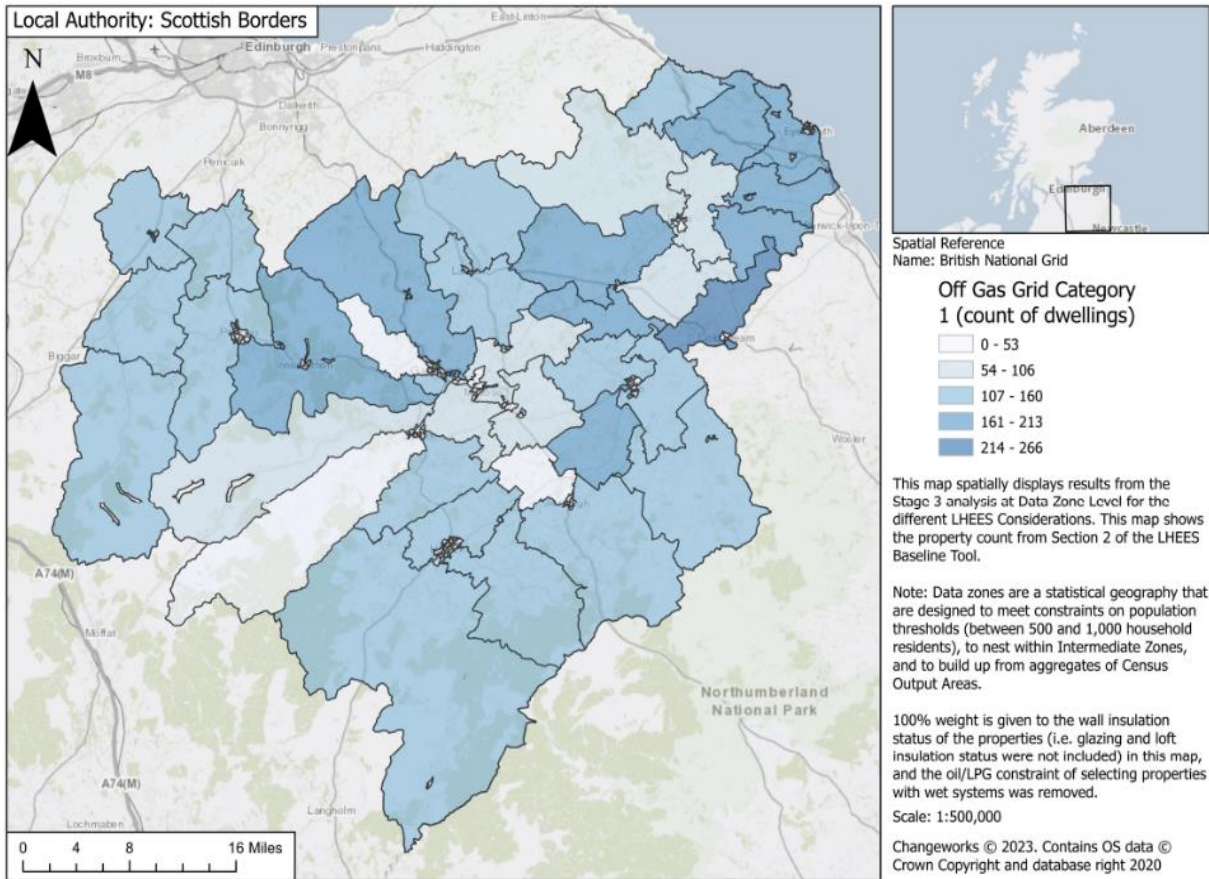 Local Authority: Scottish Borders
N
East-Linton
Edinburgh
Prestonpans
Haddington
Broxburn
M8
Dalkeith
Bonnyrigg
Penicuik
Biggar
Wooler
A74(M)
Moffat
Northumberland
National Park
A74(M)
Langholm
Lochmaben
0 4 8 16 Miles
Aberdeen
Edinburgh
Newcastle
Spatial Reference
Name: British National Grid
Off Gas Grid Category
1 (count of dwellings)
0 - 53
54 - 106
107 - 160
161 - 213
214 - 266
This map spatially displays results from the
Stage 3 analysis at Data Zone Level for the
different LHEES Considerations. This map shows
the property count from Section 2 of the LHEES
Baseline Tool.
Note: Data zones are a statistical geography that
are designed to meet constraints on population
thresholds (between 500 and 1,000 household
residents), to nest within Intermediate Zones,
and to build up from aggregates of Census
Output Areas.
100% weight is given to the wall insulation
status of the properties (i.e. glazing and loft
insulation status were not included) in this map,
and the oil/LPG constraint of selecting properties
with wet systems was removed.
Scale: 1:500,000
Changeworks © 2023. Contains OS data ©
Crown Copyright and database right 2020